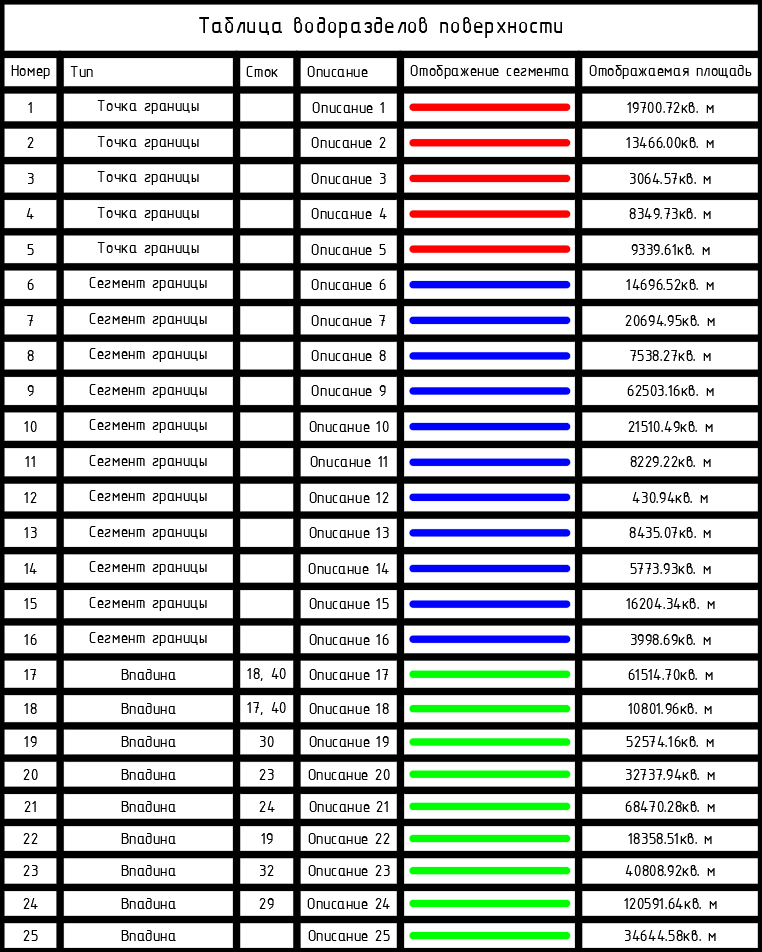 Таблица водоразделов поверхности
Номер Тип Сток Описание Отображение сегмента Отображаемая площадь
1 Точка границы Описание 1 19700.72кв. м
2 Точка границы Описание 2 13466.00кв. м
3 Точка границы Описание 3 3064.57кв. м
4 Точка границы Описание 4 8349.73кв. м
5 Точка границы Описание 5 9339.61кв. м
6 Сегмент границы Описание 6 14696.52кв. м
7 Сегмент границы Описание 7 20694.95кв. м
8 Сегмент границы Описание 8 7538.27кв. м
9 Сегмент границы Описание 9 62503.16кв. м
10 Сегмент границы Описание 10 21510.49кв. м
11 Сегмент границы Описание 11 8229.22кв. м
12 Сегмент границы Описание 12 430.94кв. м
13 Сегмент границы Описание 13 8435.07кв. м
14 Сегмент границы Описание 14 5773.93кв. м
15 Сегмент границы Описание 15 16204.34кв. м
16 Сегмент границы Описание 16 3998.69кв. м
17 Впадина 18, 40 Описание 17 61514.70кв. м
18 Впадина 17, 40 Описание 18 10801.96кв. м
19 Впадина 30 Описание 19 52574.16кв. м
20 Впадина 23 Описание 20 32737.94кв. м
21 Впадина 24 Описание 21 68470.28кв. м
22 Впадина 19 Описание 22 18358.51кв. м
23 Впадина 32 Описание 23 40808.92кв. м
24 Впадина 29 Описание 24 120591.64кв. м
25 Впадина Описание 25 34644.58кв. м